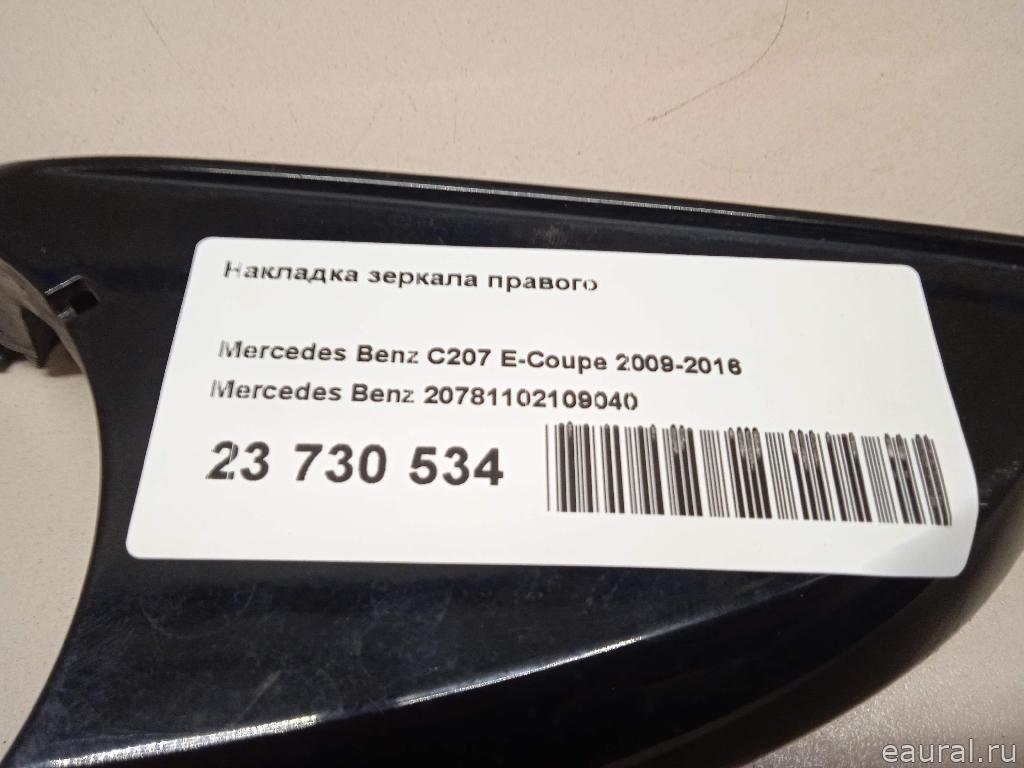 Накладка зеркала правого
Mercedes Benz C207 E-Coupe 2009-2016
Mercedes Benz 20781102109040
23 730 534
eaural.ru